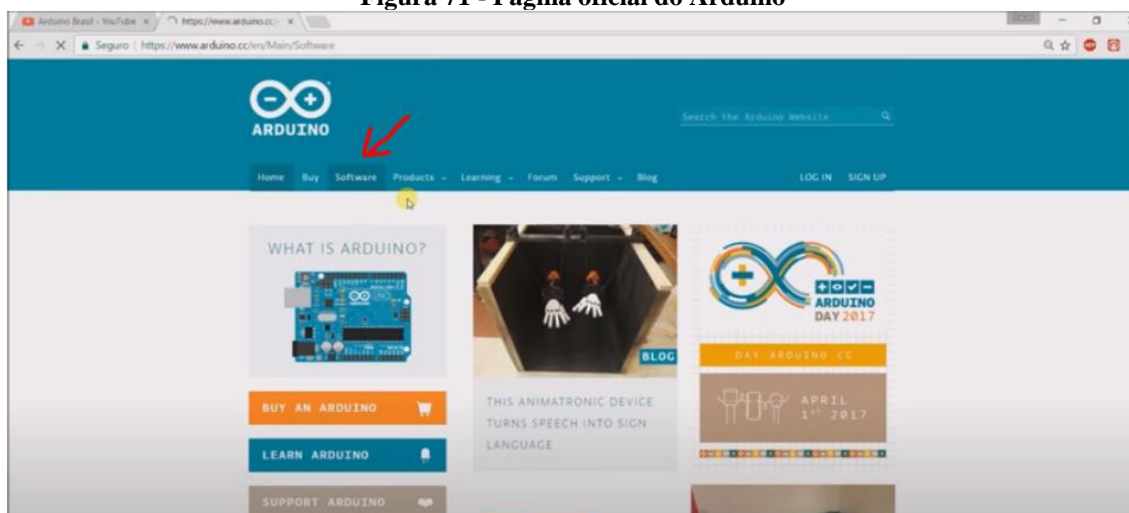 Figura 71 - Página oficial do Arduino
Arduino Brasil - YouTube
https://www.arduino.cc/
Seguro
https://www.arduino.cc/en/Main/Software
ARDUINO
Search the Arduino Website
Home Buy Software Products Learning Forum Support Blog
LOG IN SIGN UP
WHAT IS ARDUINO?
UNO
BLOG
THIS ANIMATRONIC DEVICE
TURNS SPEECH INTO SIGN
LANGUAGE
ARDUINO
DAY 2017
DAY.ARDUINO.CC
APRIL
1ST 2017
BUY AN ARDUINO
LEARN ARDUINO
SUPPORT ARDUINO